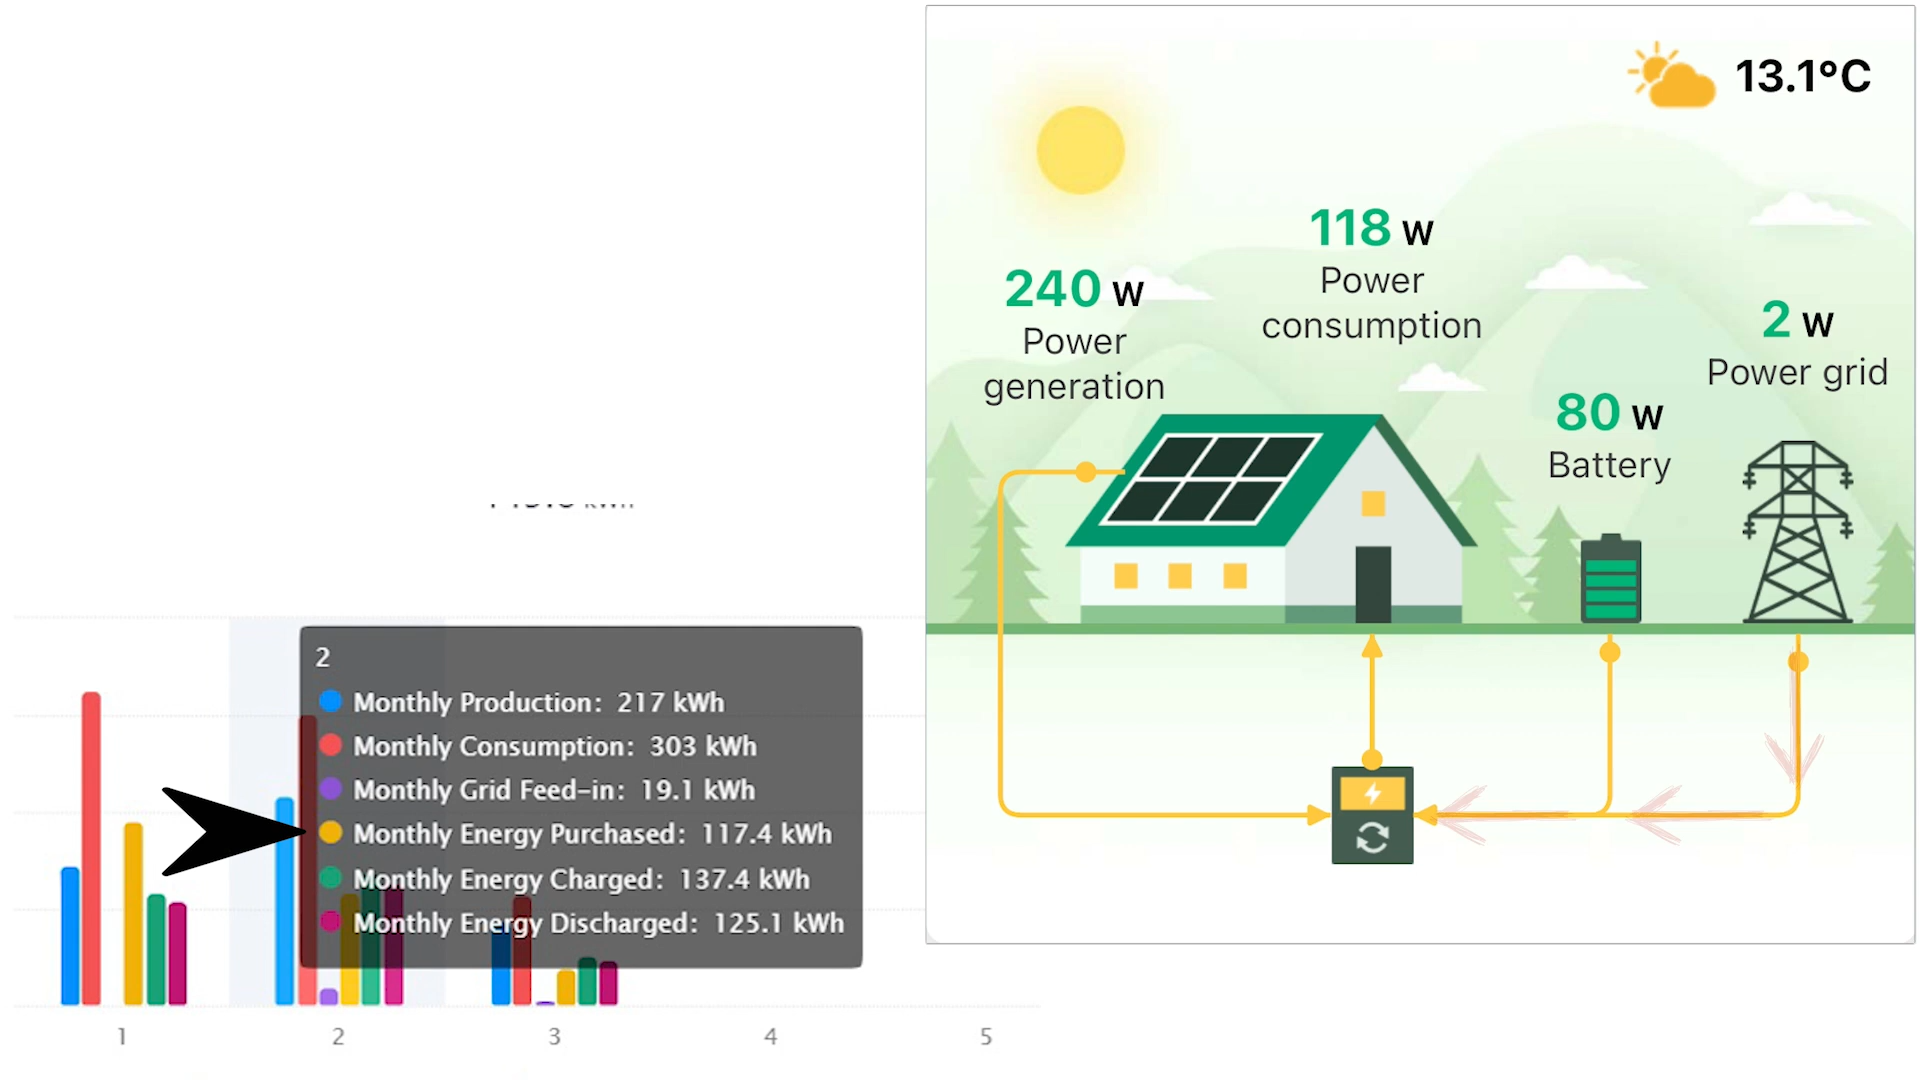 13.1°C
118 W
Power
consumption
240 W
Power
generation
2 W
Power grid
80 W
Battery
kWh
2
Monthly Production: 217 kWh
Monthly Consumption: 303 kWh
Monthly Grid Feed-in: 19.1 kWh
Monthly Energy Purchased: 117.4 kWh
Monthly Energy Charged: 137.4 kWh
Monthly Energy Discharged: 125.1 kWh
1 2 3 4 5